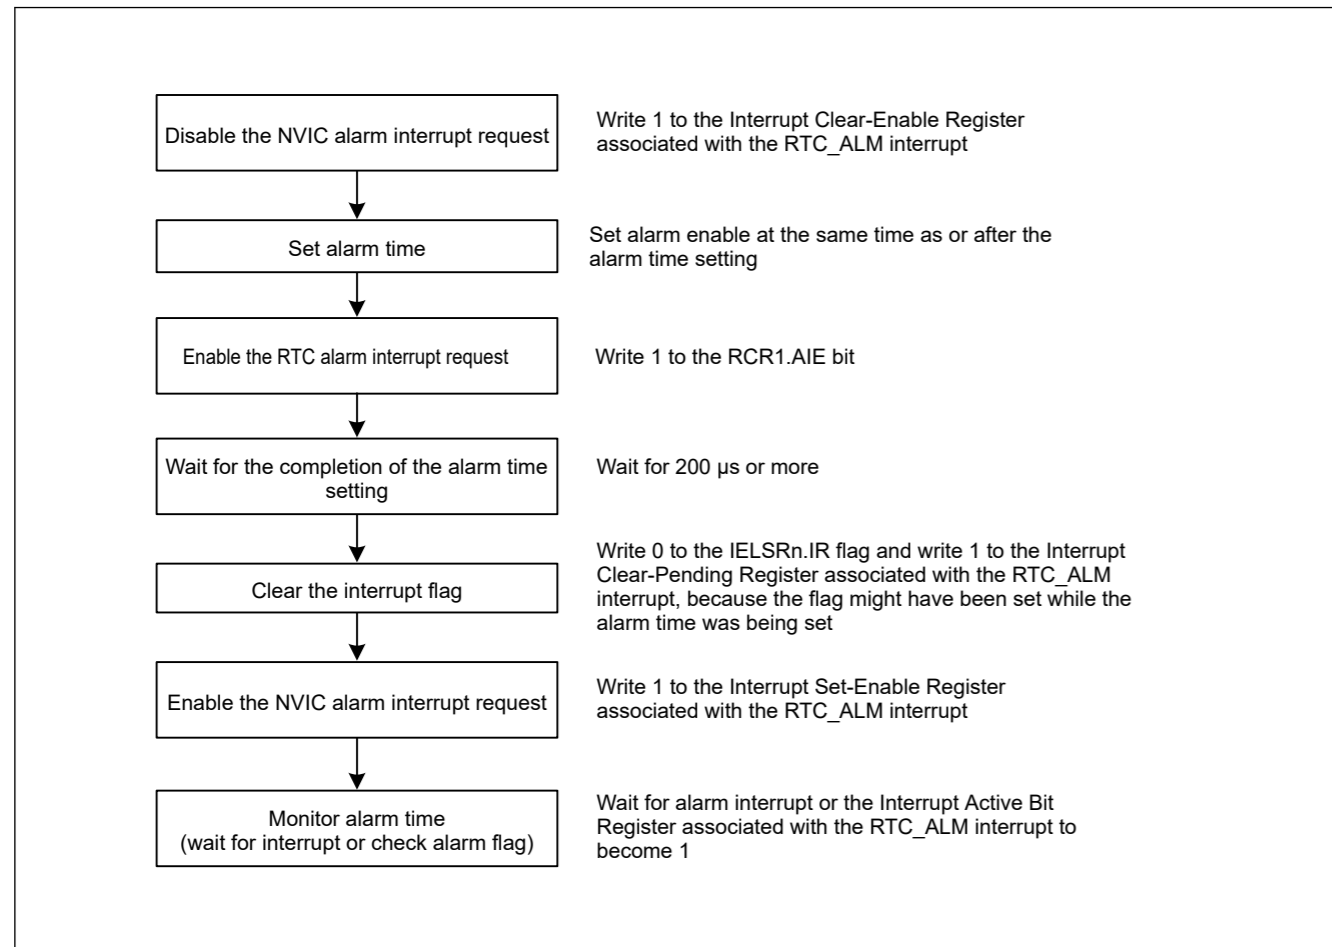 Disable the NVIC alarm interrupt request
Write 1 to the Interrupt Clear-Enable Register
associated with the RTC_ALM interrupt
Set alarm time
Set alarm enable at the same time as or after the
alarm time setting
Enable the RTC alarm interrupt request
Write 1 to the RCR1.AIE bit
Wait for the completion of the alarm time
setting
Wait for 200 µs or more
Clear the interrupt flag
Write 0 to the IELSRn.IR flag and write 1 to the Interrupt
Clear-Pending Register associated with the RTC_ALM
interrupt, because the flag might have been set while the
alarm time was being set
Enable the NVIC alarm interrupt request
Write 1 to the Interrupt Set-Enable Register
associated with the RTC_ALM interrupt
Monitor alarm time
(wait for interrupt or check alarm flag)
Wait for alarm interrupt or the Interrupt Active Bit
Register associated with the RTC_ALM interrupt to
become 1